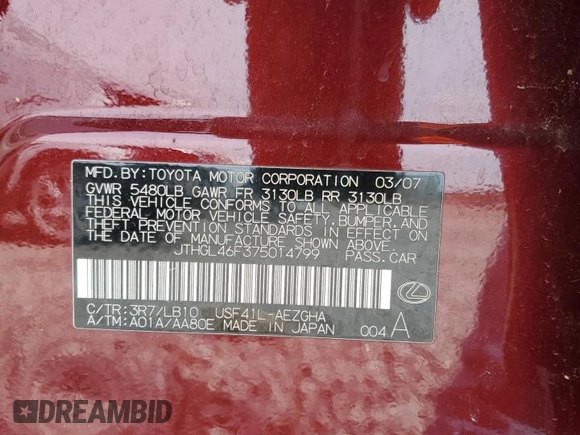 MFD.BY:TOYOTA MOTOR CORPORATION 03/07
GVWR 5480LB GAWR FR 3130LB RR 3130LB
THIS VEHICLE CONFORMS TO ALL APPLICABLE
FEDERAL MOTOR VEHICLE SAFETY,BUMPER, AND
THEFT PREVENTION STANDARDS IN EFFECT ON
THE DATE OF MANUFACTURE SHOWN ABOVE.
JTHGL46F375014799 PASS.CAR
C/TR:3R7/LB10 USF41L-AEZGHA
A/TM:A01A/AA80E MADE IN JAPAN 004 A
DREAMBID